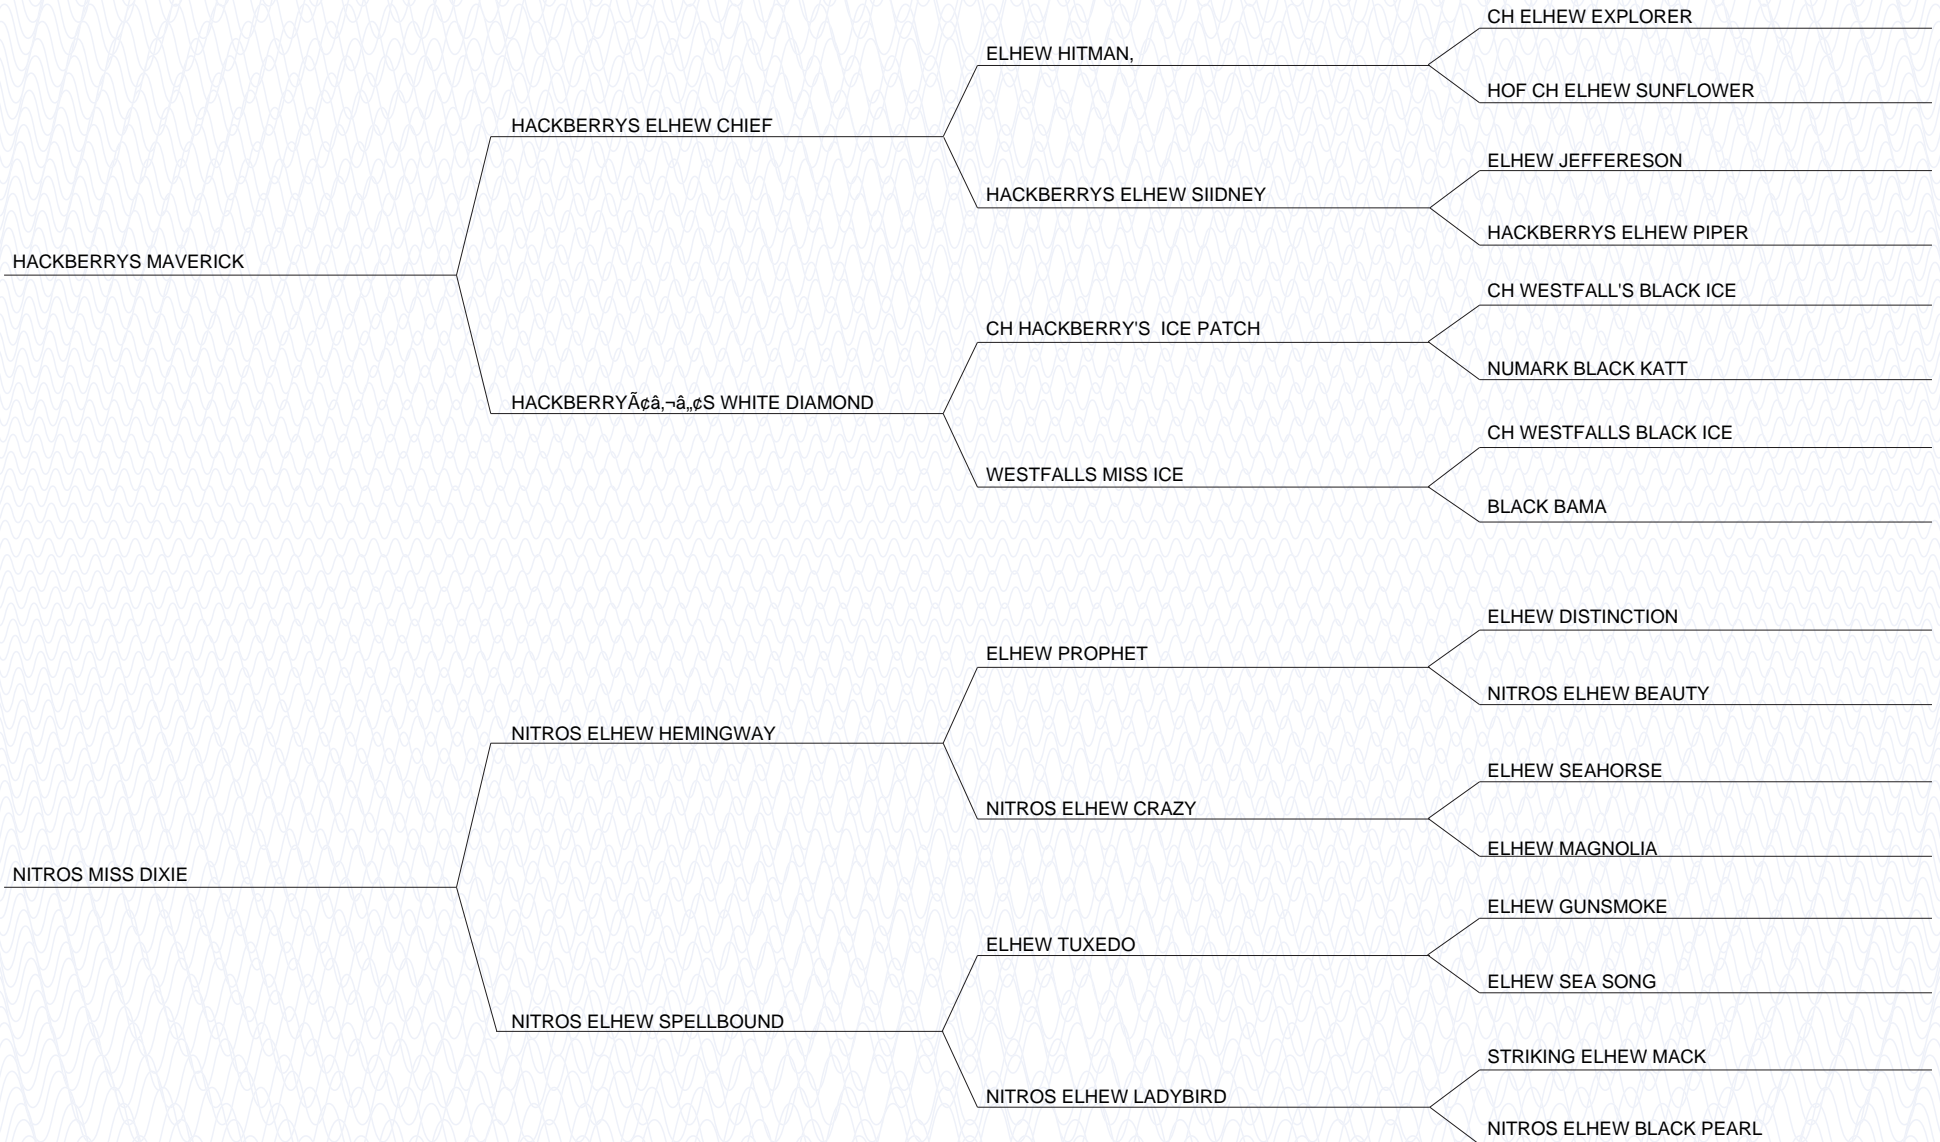 CH ELHEW EXPLORER
ELHEW HITMAN,
HOF CH ELHEW SUNFLOWER
HACKBERRYS ELHEW CHIEF
ELHEW JEFFERESON
HACKBERRYS ELHEW SIIDNEY
HACKBERRYS ELHEW PIPER
HACKBERRYS MAVERICK
CH WESTFALL'S BLACK ICE
CH HACKBERRY'S  ICE PATCH
NUMARK BLACK KATT
HACKBERRYÃ¢â‚¬â„¢S WHITE DIAMOND
CH WESTFALLS BLACK ICE
WESTFALLS MISS ICE
BLACK BAMA
ELHEW DISTINCTION
ELHEW PROPHET
NITROS ELHEW BEAUTY
NITROS ELHEW HEMINGWAY
ELHEW SEAHORSE
NITROS ELHEW CRAZY
ELHEW MAGNOLIA
NITROS MISS DIXIE
ELHEW GUNSMOKE
ELHEW TUXEDO
ELHEW SEA SONG
NITROS ELHEW SPELLBOUND
STRIKING ELHEW MACK
NITROS ELHEW LADYBIRD
NITROS ELHEW BLACK PEARL